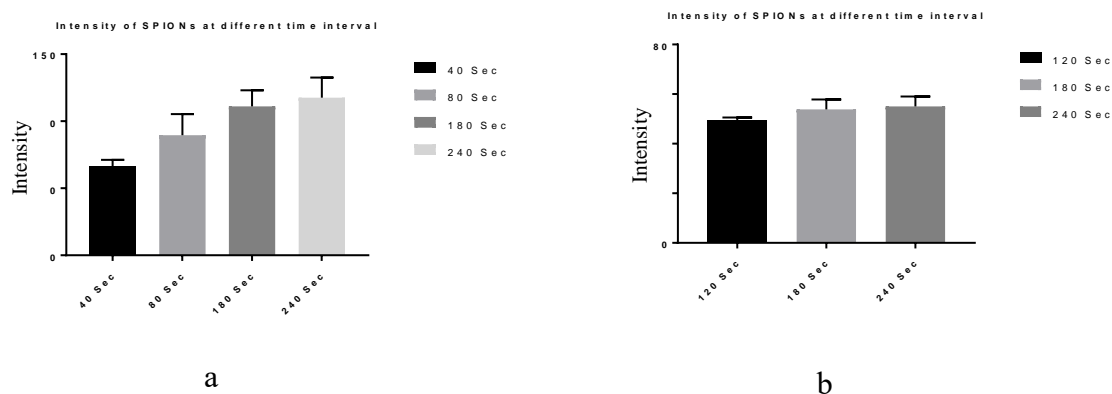 Intensity of SPIONs at different time interval
150
0
0
0
Intensity
40 Sec
80 Sec
180 Sec
240 Sec
40 Sec
80 Sec
180 Sec
240 Sec
a
Intensity of SPIONs at different time interval
80
0
Intensity
120 Sec
180 Sec
240 Sec
120 Sec
180 Sec
240 Sec
b